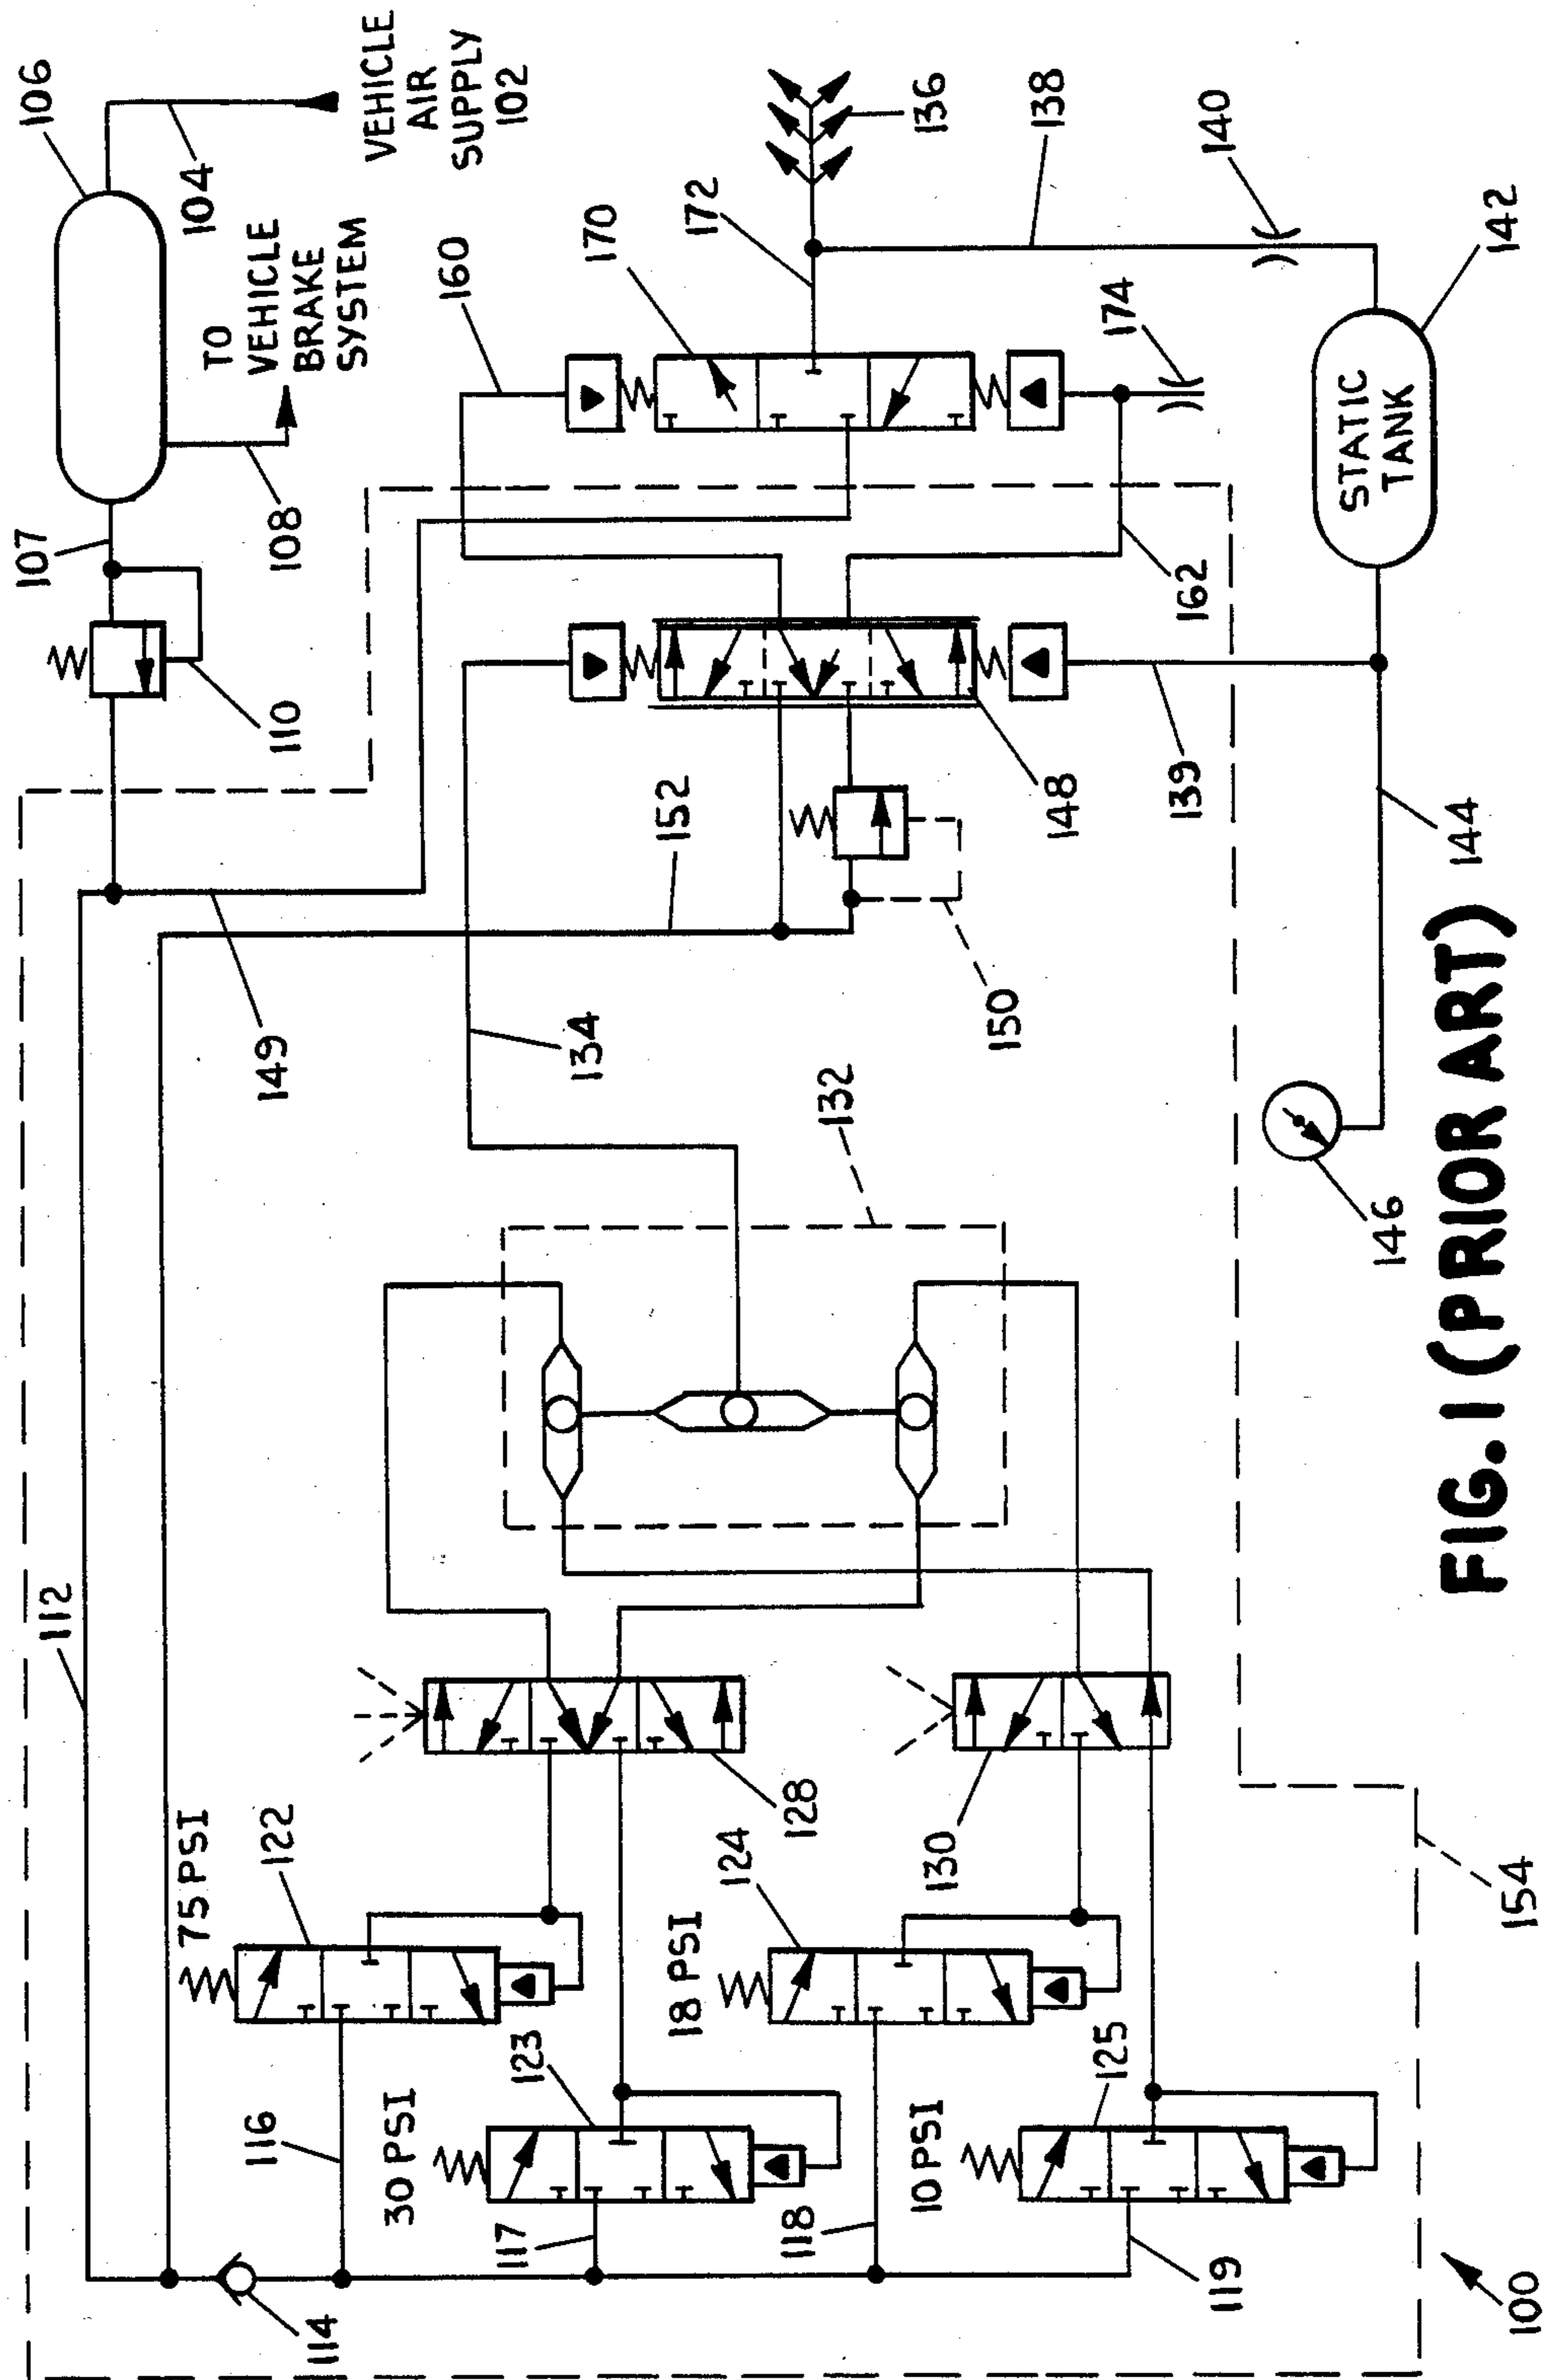 106
104
VEHICLE
AIR
SUPPLY
102
TO
VEHICLE
BRAKE
SYSTEM
107
108
110
160
170
172
136
138
140
174
142
STATIC
TANK
162
149
152
148
139
144
134
150
132
146
112
75 PSI
122
128
124
130
18 PSI
154
116
30 PSI
123
125
117
118
10 PSI
119
114
100
FIG. 1 (PRIOR ART)